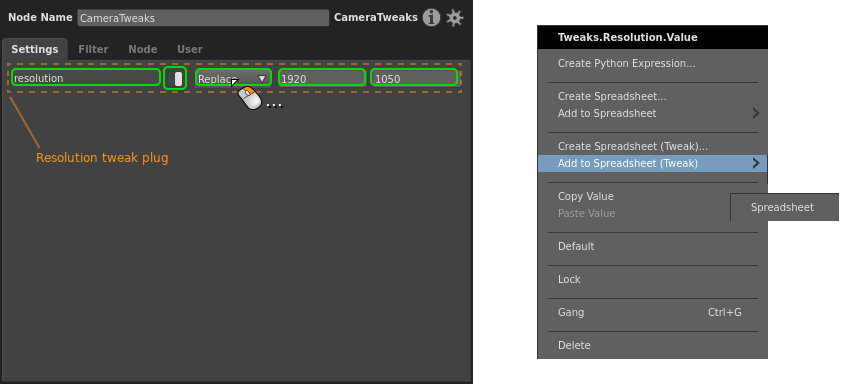 Node Name CameraTweaks CameraTweaks
Settings Filter Node User
resolution Replace 1920 1050
...
Resolution tweak plug
Tweaks.Resolution.Value
Create Python Expression...
Create Spreadsheet...
Add to Spreadsheet
Create Spreadsheet (Tweak)...
Add to Spreadsheet (Tweak)
Copy Value
Spreadsheet
Paste Value
Default
Lock
Gang Ctrl+G
Delete